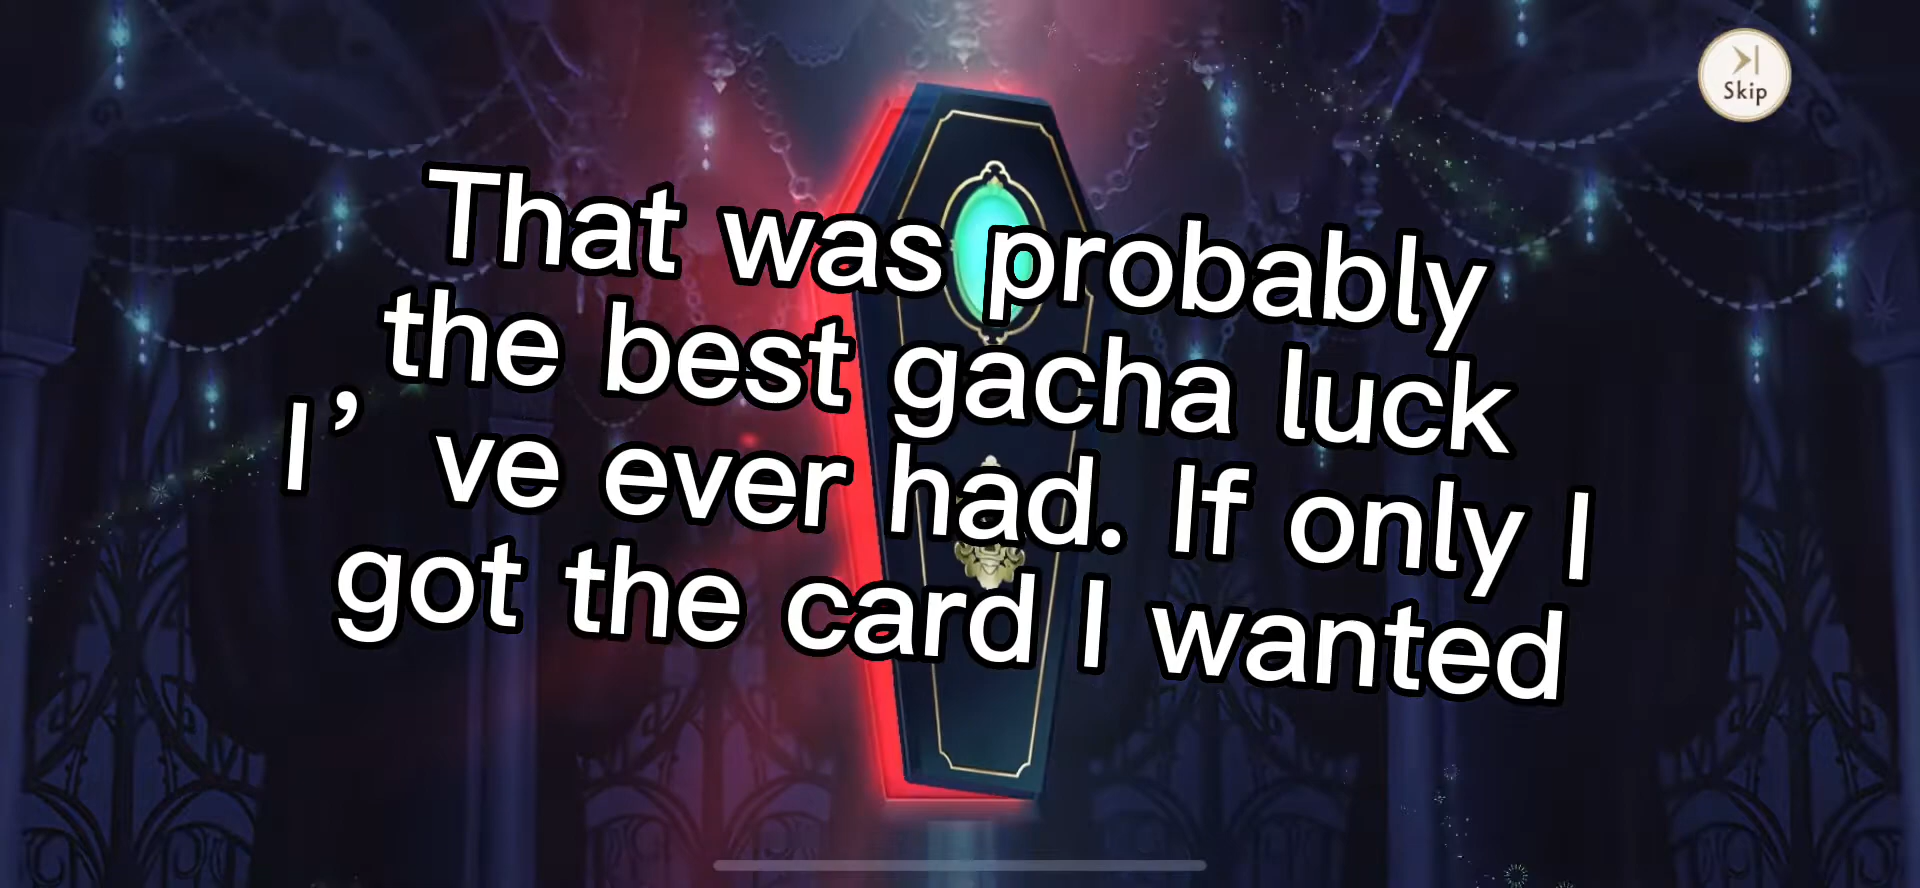 Skip
That was probably
the best gacha luck
I’ve ever had. If only I
got the card I wanted